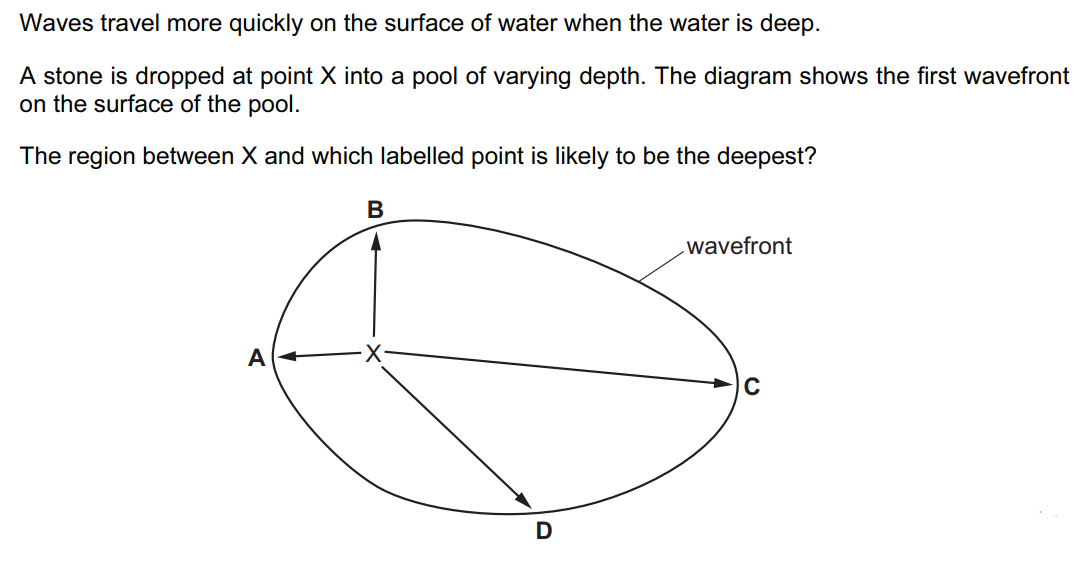 Waves travel more quickly on the surface of water when the water is deep.
A stone is dropped at point X into a pool of varying depth. The diagram shows the first wavefront
on the surface of the pool.
The region between X and which labelled point is likely to be the deepest?
B
wavefront
A
X
C
D